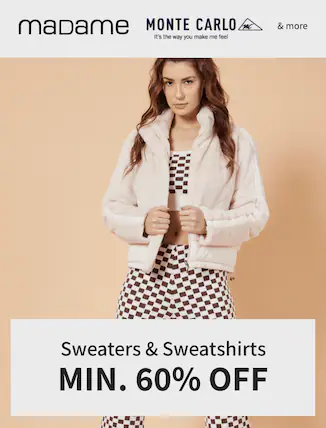 madame
MONTE CARLO
It's the way you make me feel
& more
Sweaters & Sweatshirts
MIN. 60% OFF